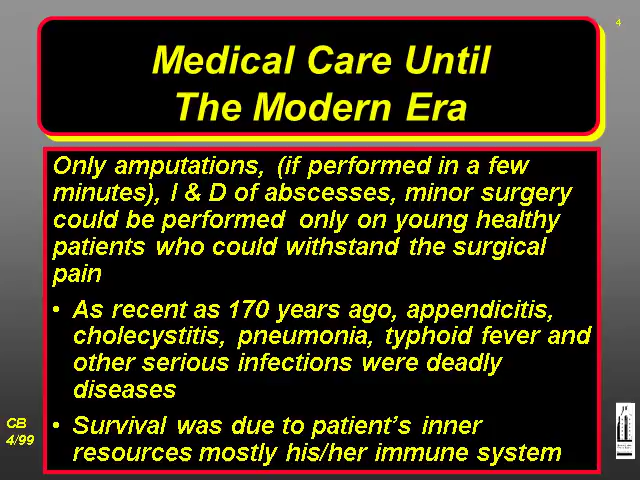 4
Medical Care Until
The Modern Era
Only amputations, (if performed in a few
minutes), I & D of abscesses, minor surgery
could be performed only on young healthy
patients who could withstand the surgical
pain
• As recent as 170 years ago, appendicitis,
cholecystitis, pneumonia, typhoid fever and
other serious infections were deadly
diseases
• Survival was due to patient's inner
resources mostly his/her immune system
CB
4/99